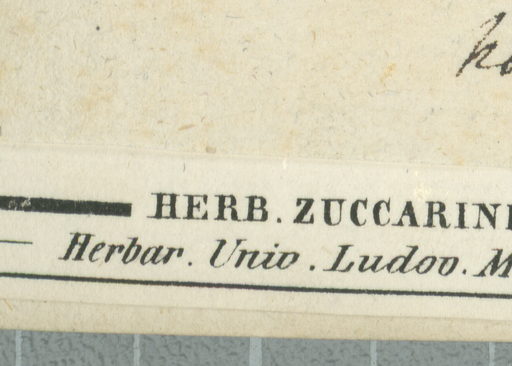 HERB. ZUCCARINI
Herbar. Univ. Ludov. M